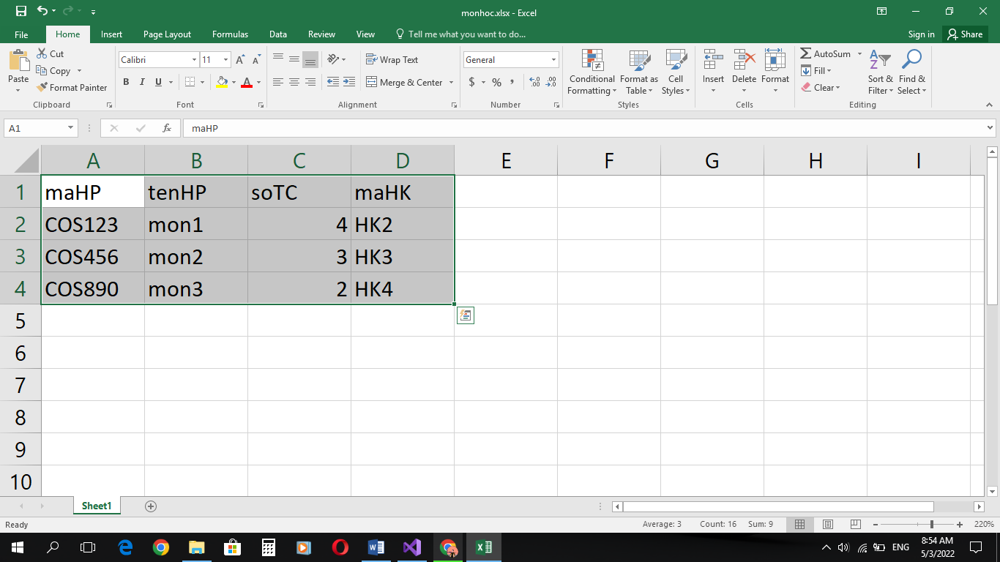 monhoc.xlsx - Excel
File Home Insert Page Layout Formulas Data Review View Tell me what you want to do... Sign in Share
Paste
Cut
Copy
Format Painter
Clipboard
Calibri 11
B I U
A A A
Font
Wrap Text
Merge & Center
Alignment
General
$ % , .0 .00 .00 .0
Number
Conditional Formatting
Format as Table
Cell Styles
Styles
Insert Delete Format
Cells
AutoSum
Fill
Clear
Sort & Filter
Find & Select
Editing
A1 fx maHP
A B C D E F G H I
1 maHP tenHP soTC maHK
2 COS123 mon1 4 HK2
3 COS456 mon2 3 HK3
4 COS890 mon3 2 HK4
5
6
7
8
9
10
Sheet1
Ready Average: 3 Count: 16 Sum: 9 220%
ENG 8:54 AM
5/3/2022